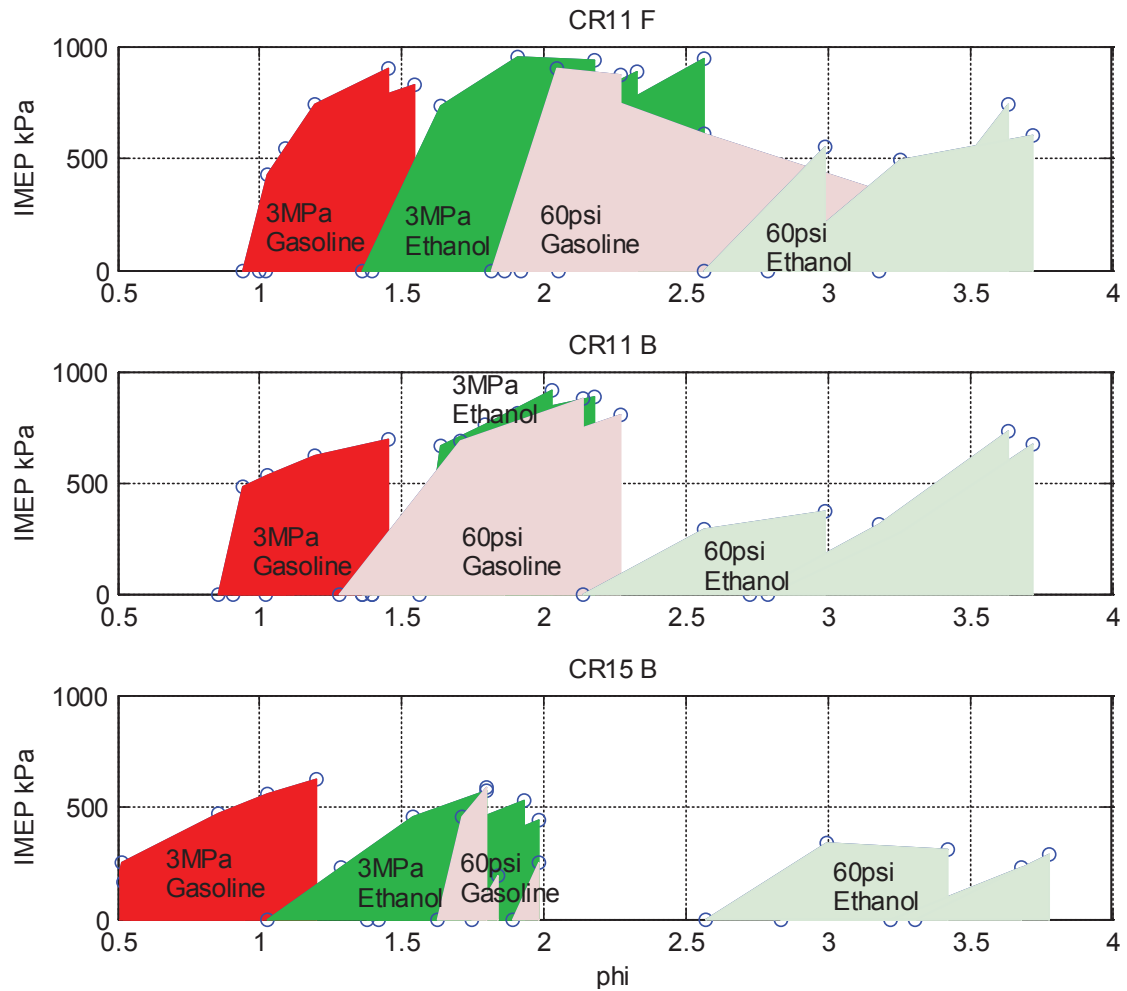 CR11 F
1000
500
0
IMEP kPa
3MPa
Gasoline
3MPa
Ethanol
60psi
Gasoline
60psi
Ethanol
0.5 1 1.5 2 2.5 3 3.5 4
CR11 B
1000
500
0
IMEP kPa
3MPa
Ethanol
3MPa
Gasoline
60psi
Gasoline
60psi
Ethanol
0.5 1 1.5 2 2.5 3 3.5 4
CR15 B
1000
500
0
IMEP kPa
3MPa
Gasoline
3MPa
Ethanol
60psi
Gasoline
60psi
Ethanol
0.5 1 1.5 2 2.5 3 3.5 4
phi